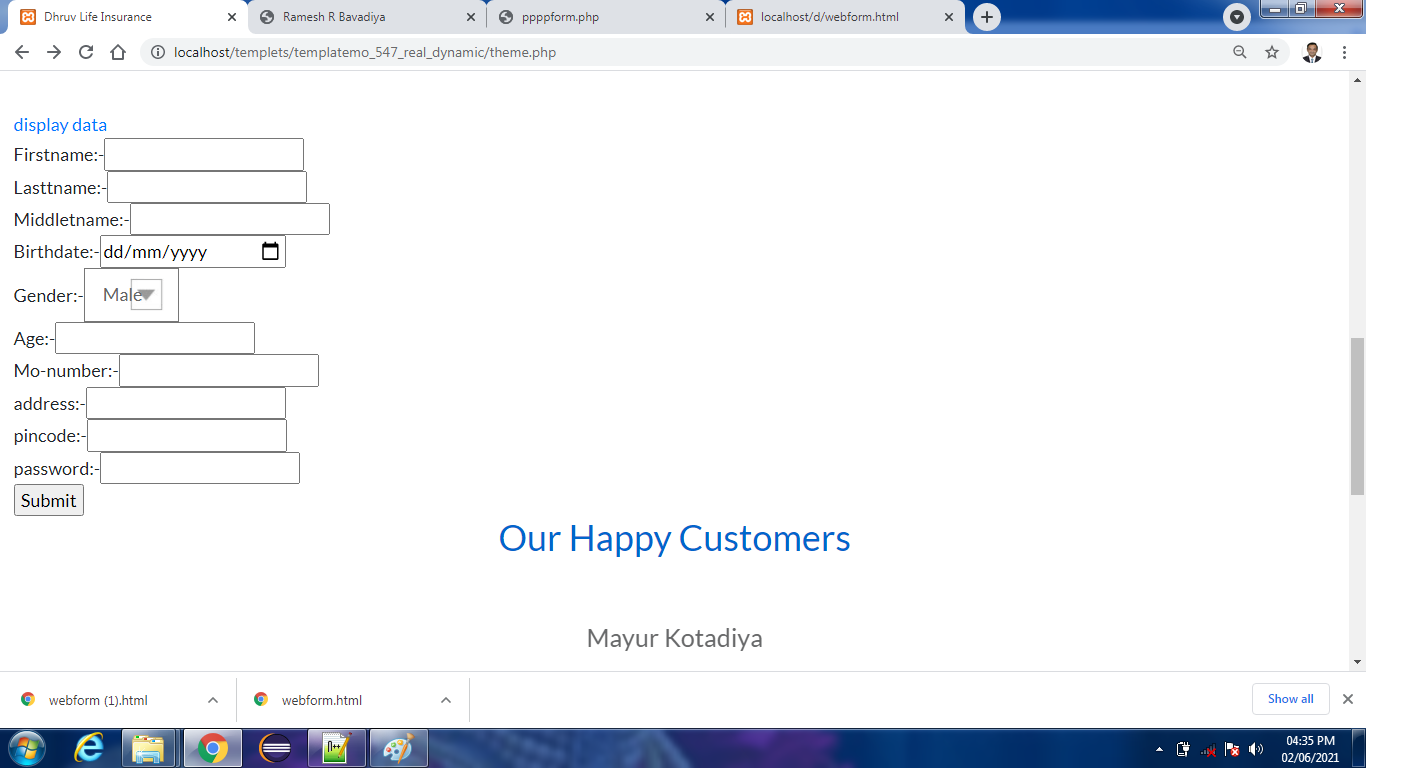 Dhruv Life Insurance
Ramesh R Bavadiya
ppppform.php
localhost/d/webform.html
localhost/templets/templatemo_547_real_dynamic/theme.php
display data
Firstname:-
Lasttname:-
Middletname:-
Birthdate:- dd/mm/yyyy
Gender:- Male
Age:-
Mo-number:-
address:-
pincode:-
password:-
Submit
Our Happy Customers
Mayur Kotadiya
webform (1).html
webform.html
Show all
04:35 PM
02/06/2021